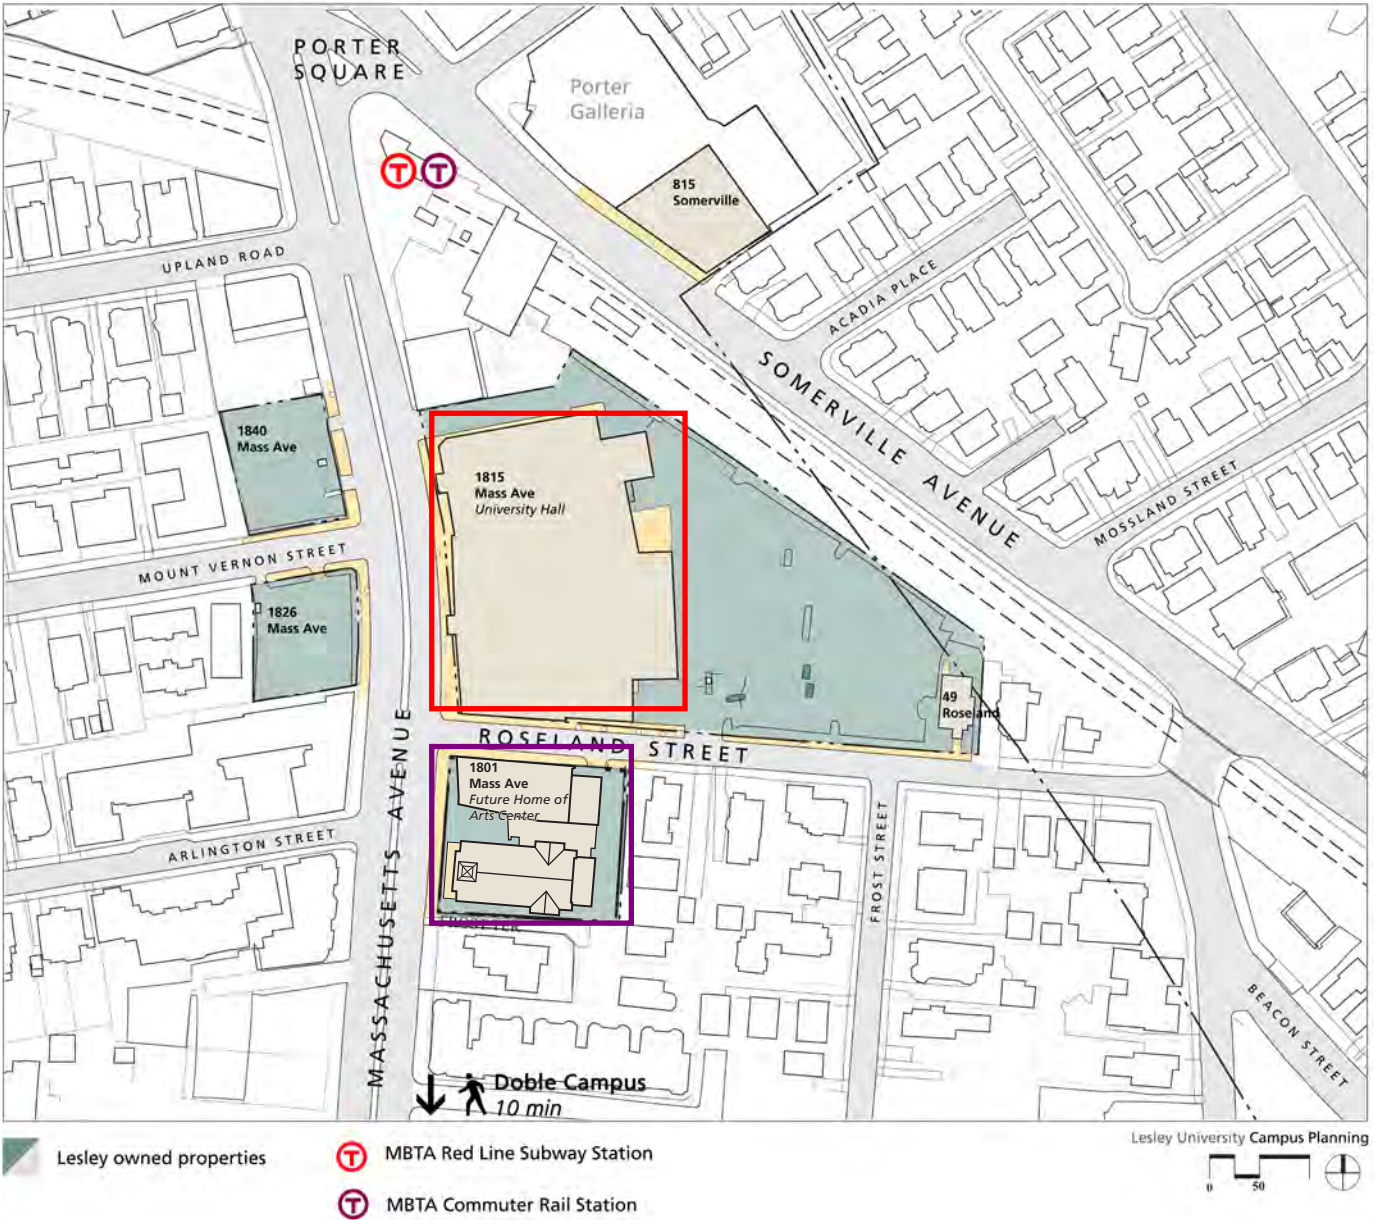 PORTER
SQUARE
Porter
Galleria
T
T
815
Somerville
UPLAND ROAD
ACADIA PLACE
SOMERVILLE AVENUE
1840
Mass Ave
1815
Mass Ave
University Hall
MOSSLAND STREET
MOUNT VERNON STREET
1826
Mass Ave
49
Roseland
ROSELAND STREET
1801
Mass Ave
Future Home of
Arts Center
MASSACHUSETTS AVENUE
ARLINGTON STREET
FROST STREET
FROST TER.
BEACON STREET
Doble Campus
10 min
Lesley University Campus Planning
Lesley owned properties
T
MBTA Red Line Subway Station
0 50
T
MBTA Commuter Rail Station